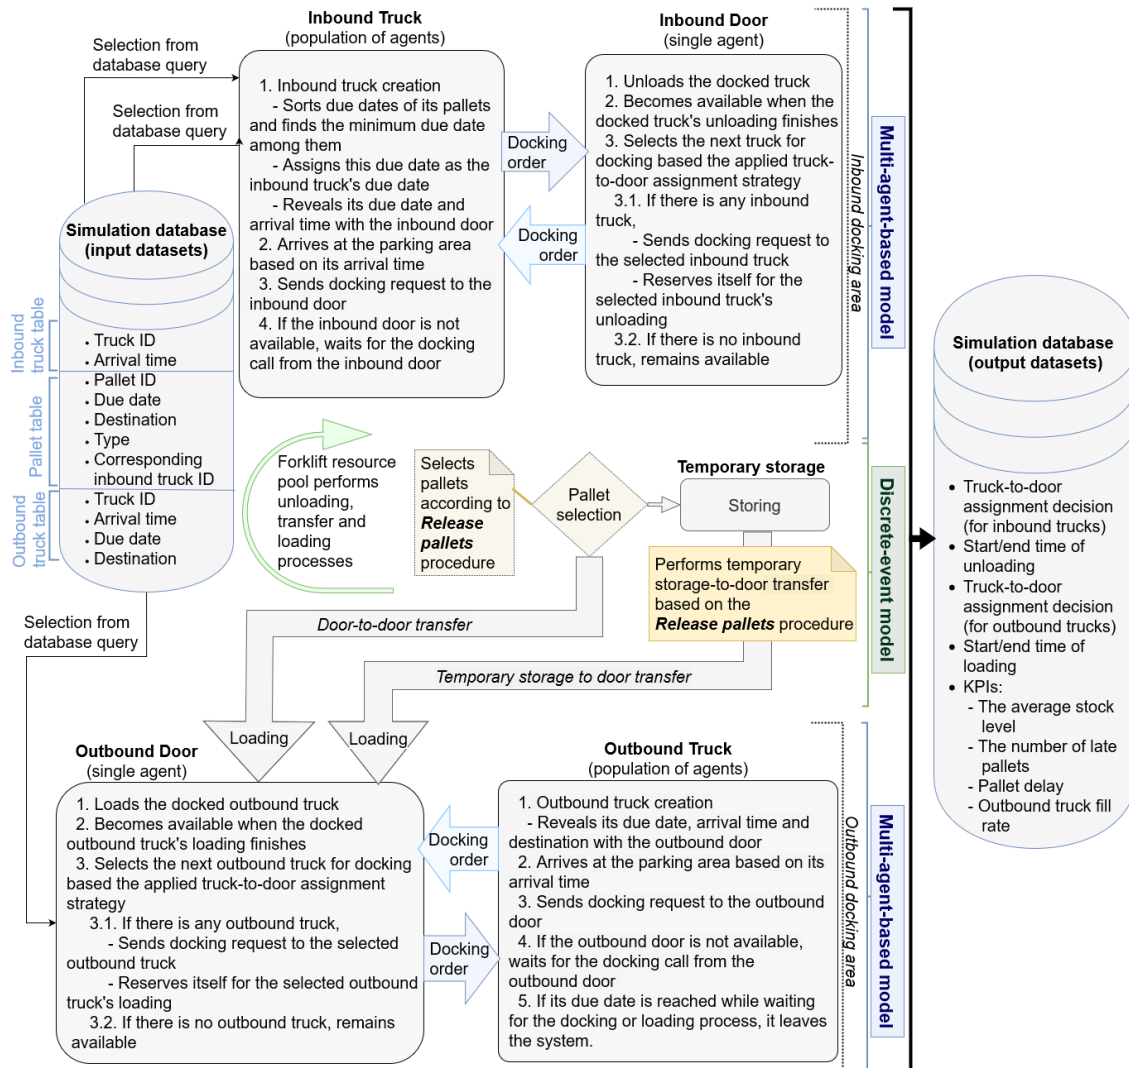 Inbound Truck
(population of agents)
Selection from
database query
Selection from
database query
1. Inbound truck creation
- Sorts due dates of its pallets
and finds the minimum due date
among them
- Assigns this due date as the
inbound truck's due date
- Reveals its due date and
arrival time with the inbound door
2. Arrives at the parking area
based on its arrival time
3. Sends docking request to the
inbound door
4. If the inbound door is not
available, waits for the docking
call from the inbound door
Docking
order
Docking
order
Inbound Door
(single agent)
1. Unloads the docked truck
2. Becomes available when the
docked truck's unloading finishes
3. Selects the next truck for
docking based the applied truck-
to-door assignment strategy
3.1. If there is any inbound
truck,
- Sends docking request to
the selected inbound truck
- Reserves itself for the
selected inbound truck's
unloading
3.2. If there is no inbound
truck, remains available
Inbound docking area
Multi-agent-based model
Simulation database
(input datasets)
Inbound
truck table
• Truck ID
• Arrival time
Pallet table
• Pallet ID
• Due date
• Destination
• Type
• Corresponding
inbound truck ID
Outbound
truck table
• Truck ID
• Arrival time
• Due date
• Destination
Selection from
database query
Forklift resource
pool performs
unloading,
transfer and
loading
processes
Selects
pallets
according to
Release
pallets
procedure
Pallet
selection
Temporary storage
Storing
Performs temporary
storage-to-door transfer
based on the
Release pallets procedure
Discrete-event model
Door-to-door transfer
Temporary storage to door transfer
Loading
Loading
Outbound Door
(single agent)
1. Loads the docked outbound truck
2. Becomes available when the docked
outbound truck's loading finishes
3. Selects the next outbound truck for docking
based the applied truck-to-door assignment
strategy
3.1. If there is any outbound truck,
- Sends docking request to the selected
outbound truck
- Reserves itself for the selected outbound
truck's loading
3.2. If there is no outbound truck, remains
available
Docking
order
Docking
order
Outbound Truck
(population of agents)
1. Outbound truck creation
- Reveals its due date, arrival time and
destination with the outbound door
2. Arrives at the parking area based on its
arrival time
3. Sends docking request to the outbound
door
4. If the outbound door is not available,
waits for the docking call from the
outbound door
5. If its due date is reached while waiting
for the docking or loading process, it leaves
the system.
Outbound docking area
Multi-agent-based model
Simulation database
(output datasets)
• Truck-to-door
assignment decision
(for inbound trucks)
• Start/end time of
unloading
• Truck-to-door
assignment decision
(for outbound trucks)
• Start/end time of
loading
• KPIs:
- The average stock
level
- The number of late
pallets
- Pallet delay
- Outbound truck fill
rate